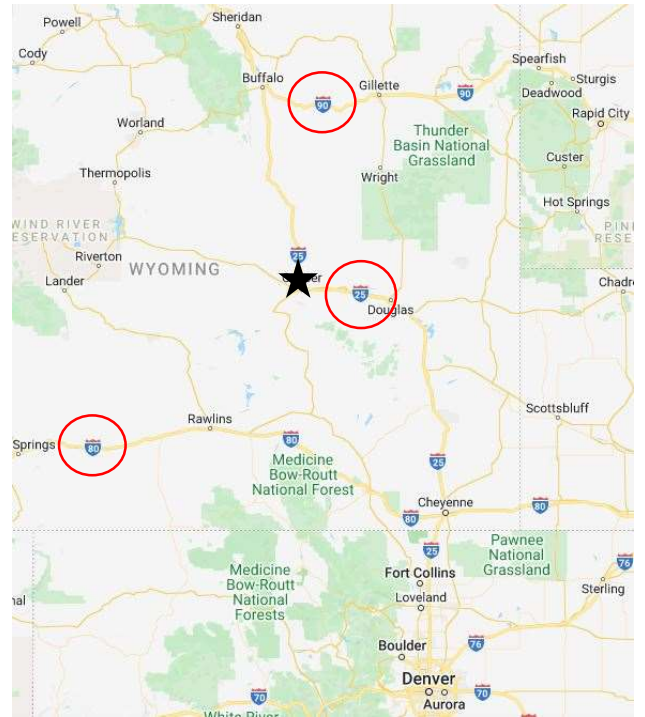 Powell
Sheridan
Cody
Buffalo
Gillette
90
90
Spearfish
Sturgis
Deadwood
Rapid City
Worland
Thunder
Basin National
Grassland
Custer
Thermopolis
Wright
Hot Springs
WIND RIVER
ESERVATION
PIN
RESE
Riverton
WYOMING
25
Lander
25
Douglas
Chadr
Rawlins
Scottsbluff
Springs
80
80
Medicine
Bow-Routt
National Forest
25
Cheyenne
80
80
25
Pawnee
National
Grassland
76
Medicine
Bow-Routt
National
Forests
Fort Collins
Loveland
Sterling
Boulder
76
Denver
70
70
Aurora
White River